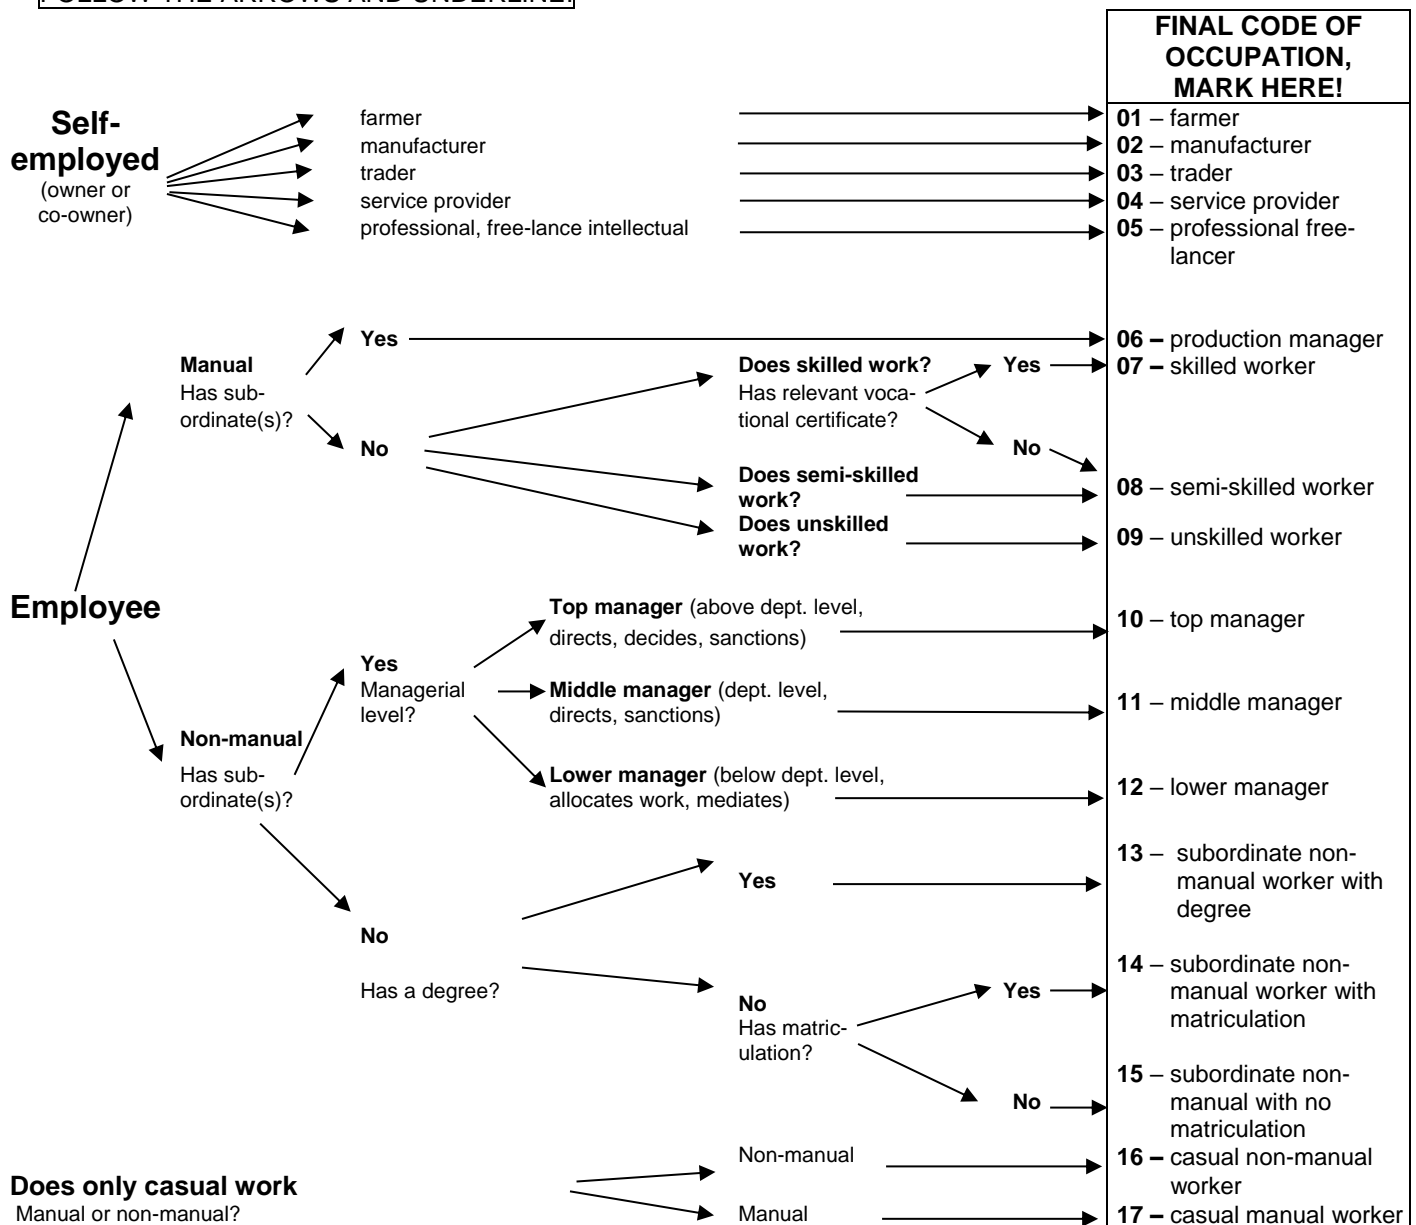 FOLLOW THE ARROWS AND UNDERLINE!
FINAL CODE OF
OCCUPATION,
MARK HERE!
Self-
employed
(owner or
co-owner)
farmer
manufacturer
trader
service provider
professional, free-lance intellectual
01 – farmer
02 – manufacturer
03 – trader
04 – service provider
05 – professional free-
lancer
Employee
Manual
Has sub-
ordinate(s)?
Yes
No
Does skilled work?
Has relevant voca-
tional certificate?
Yes
No
Does semi-skilled
work?
Does unskilled
work?
06 – production manager
07 – skilled worker
08 – semi-skilled worker
09 – unskilled worker
Non-manual
Has sub-
ordinate(s)?
Yes
Managerial
level?
Top manager (above dept. level,
directs, decides, sanctions)
Middle manager (dept. level,
directs, sanctions)
Lower manager (below dept. level,
allocates work, mediates)
10 – top manager
11 – middle manager
12 – lower manager
No
Has a degree?
Yes
No
Has matric-
ulation?
Yes
No
13 – subordinate non-
manual worker with
degree
14 – subordinate non-
manual worker with
matriculation
15 – subordinate non-
manual with no
matriculation
Does only casual work
Manual or non-manual?
Non-manual
Manual
16 – casual non-manual
worker
17 – casual manual worker